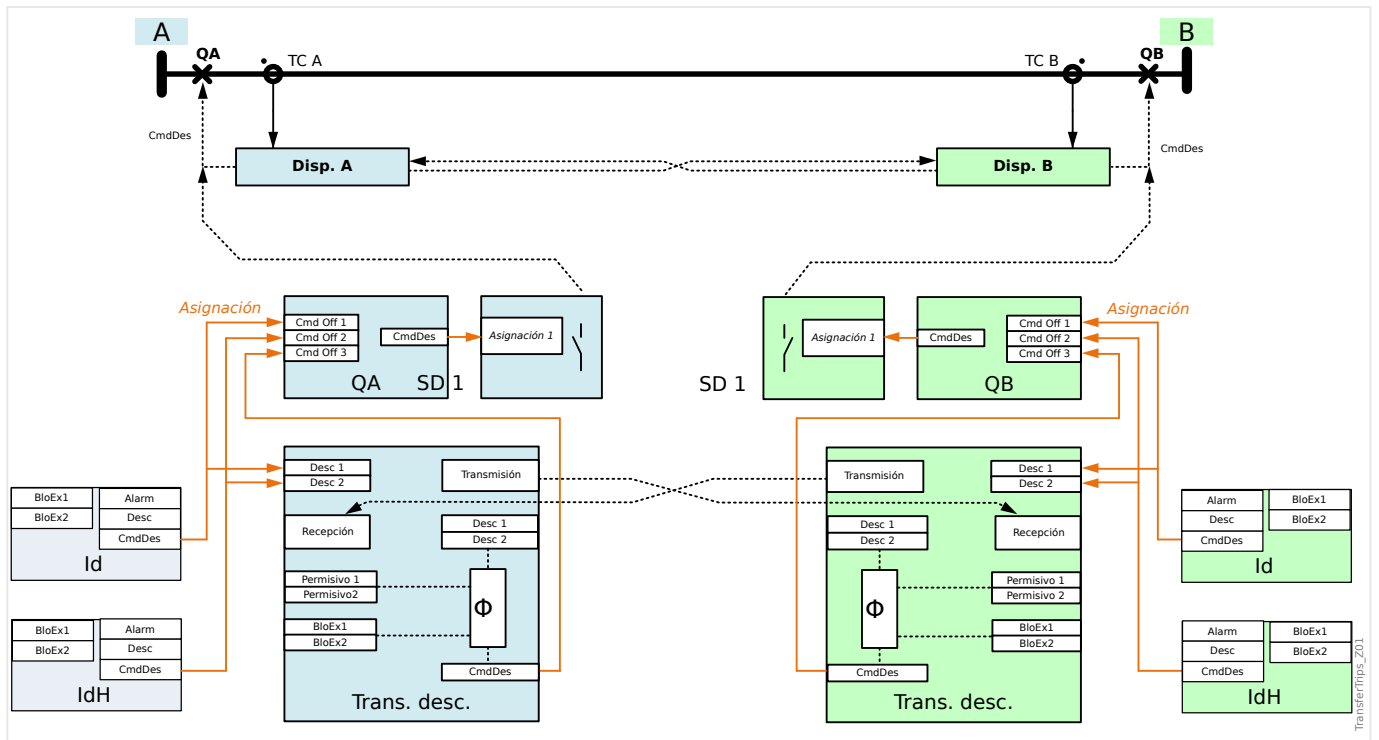 A
B
QA
TC A
TC B
QB
CmdDes
CmdDes
Disp. A
Disp. B
Asignación
Asignación
Cmd Off 1
Cmd Off 2
Cmd Off 3
CmdDes
QA
SD 1
Asignación 1
Asignación 1
SD 1
CmdDes
Cmd Off 1
Cmd Off 2
Cmd Off 3
QB
BloEx1
BloEx2
Alarm
Desc
CmdDes
Id
BloEx1
BloEx2
Alarm
Desc
CmdDes
IdH
Desc 1
Desc 2
Transmisión
Recepción
Desc 1
Desc 2
Permisivo 1
Permisivo2
Φ
BloEx1
BloEx2
CmdDes
Trans. desc.
Transmisión
Desc 1
Desc 2
Desc 1
Desc 2
Recepción
Φ
Permisivo 1
Permisivo 2
BloEx1
BloEx2
CmdDes
Trans. desc.
Alarm
Desc
CmdDes
BloEx1
BloEx2
Id
Alarm
Desc
CmdDes
BloEx1
BloEx2
IdH
TransferTrips_Z01